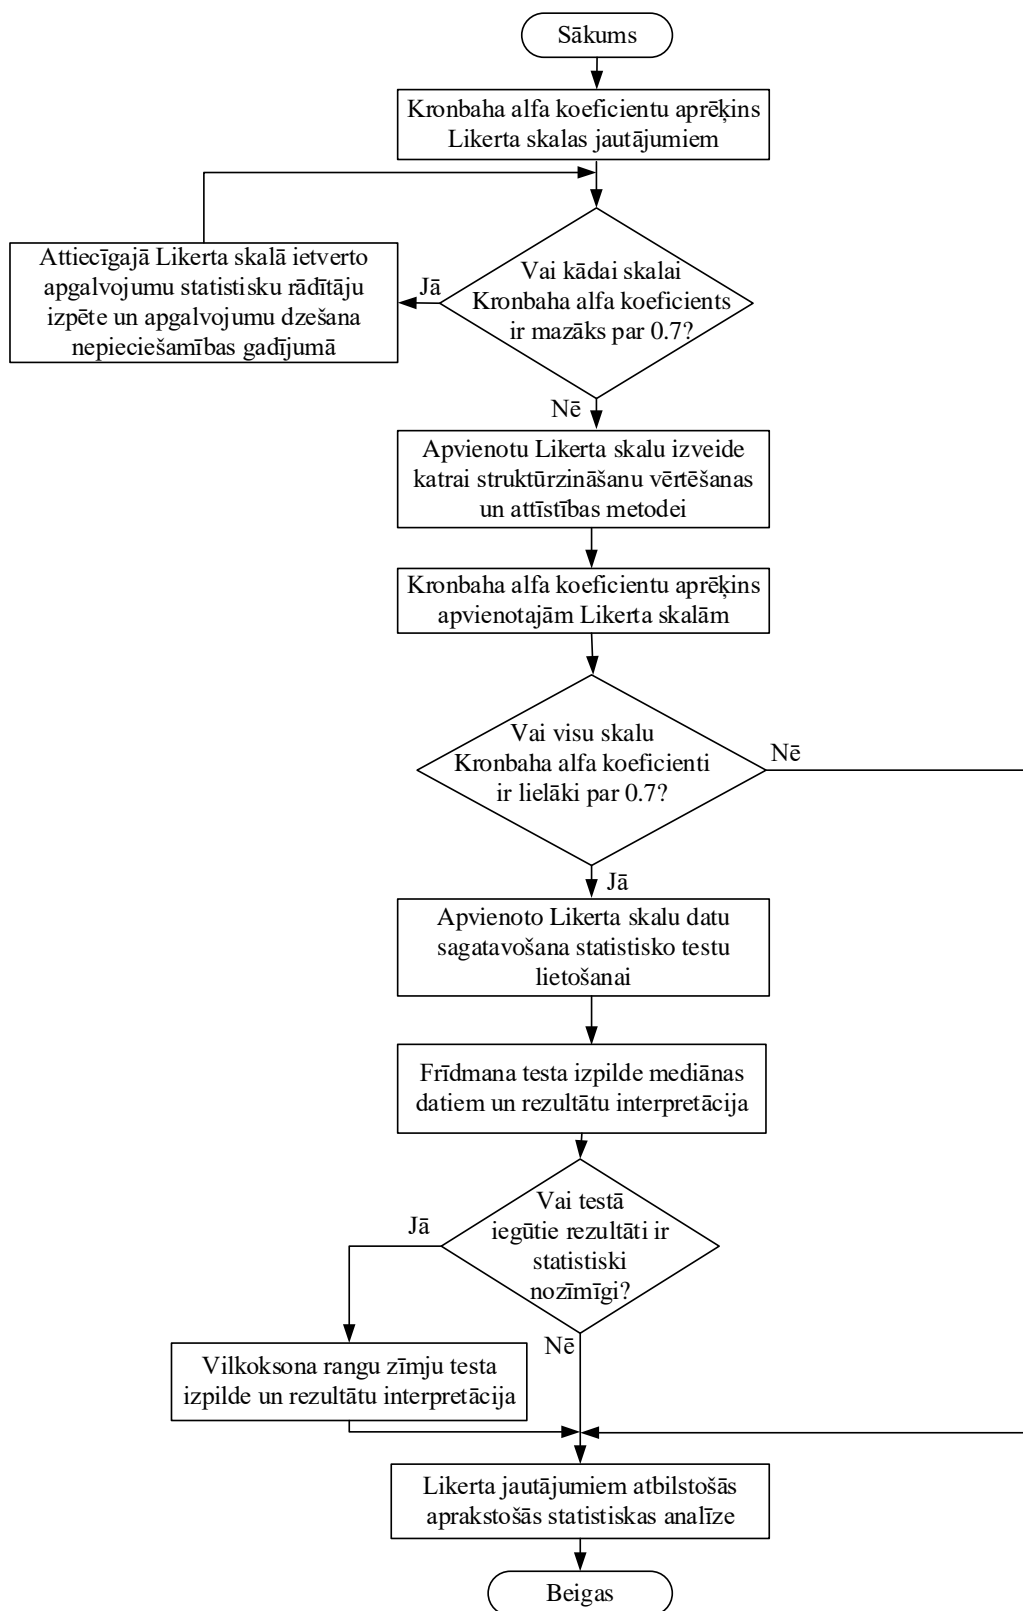 Sākums
Kronbaha alfa koeficientu aprēķins
Likerta skalas jautājumiem
Attiecīgajā Likerta skalā ietverto
apgalvojumu statistisku rādītāju
izpēte un apgalvojumu dzešana
nepieciešamības gadījumā
Jā
Vai kādai skalai
Kronbaha alfa koeficients
ir mazāks par 0.7?
Nē
Apvienotu Likerta skalu izveide
katrai struktūrzināšanu vērtēšanas
un attīstības metodei
Kronbaha alfa koeficientu aprēķins
apvienotajām Likerta skalām
Vai visu skalu
Kronbaha alfa koeficienti
ir lielāki par 0.7?
Nē
Jā
Apvienoto Likerta skalu datu
sagatavošana statistisko testu
lietošanai
Frīdmana testa izpilde mediānas
datiem un rezultātu interpretācija
Vai testā
iegūtie rezultāti ir
statistiski
nozīmīgi?
Jā
Nē
Vilkoksona rangu zīmju testa
izpilde un rezultātu interpretācija
Likerta jautājumiem atbilstošās
aprakstošās statistiskas analīze
Beigas